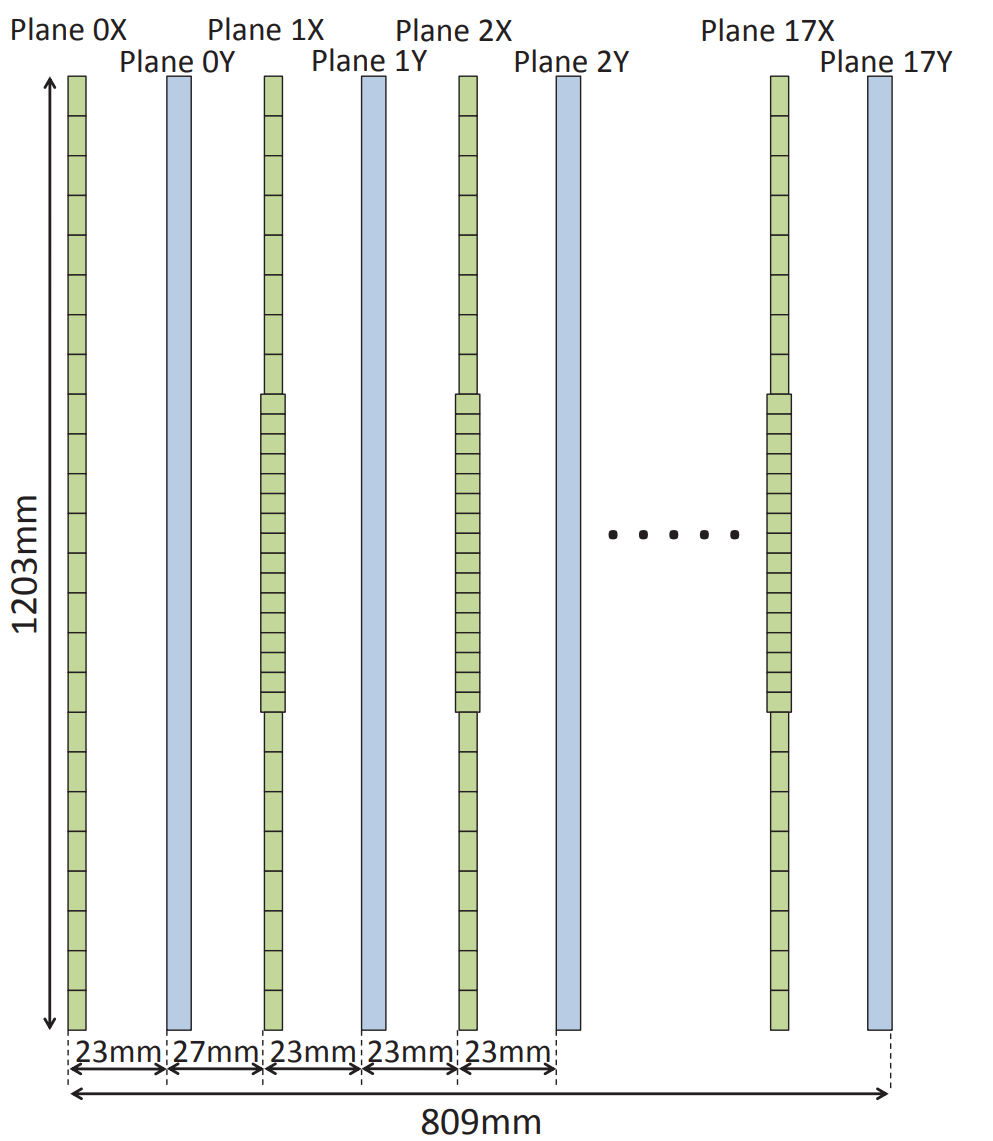 Plane 0X
Plane 1X
Plane 2X
Plane 17X
Plane 0Y
Plane 1Y
Plane 2Y
Plane 17Y
1203mm
23mm
27mm
23mm
23mm
23mm
809mm